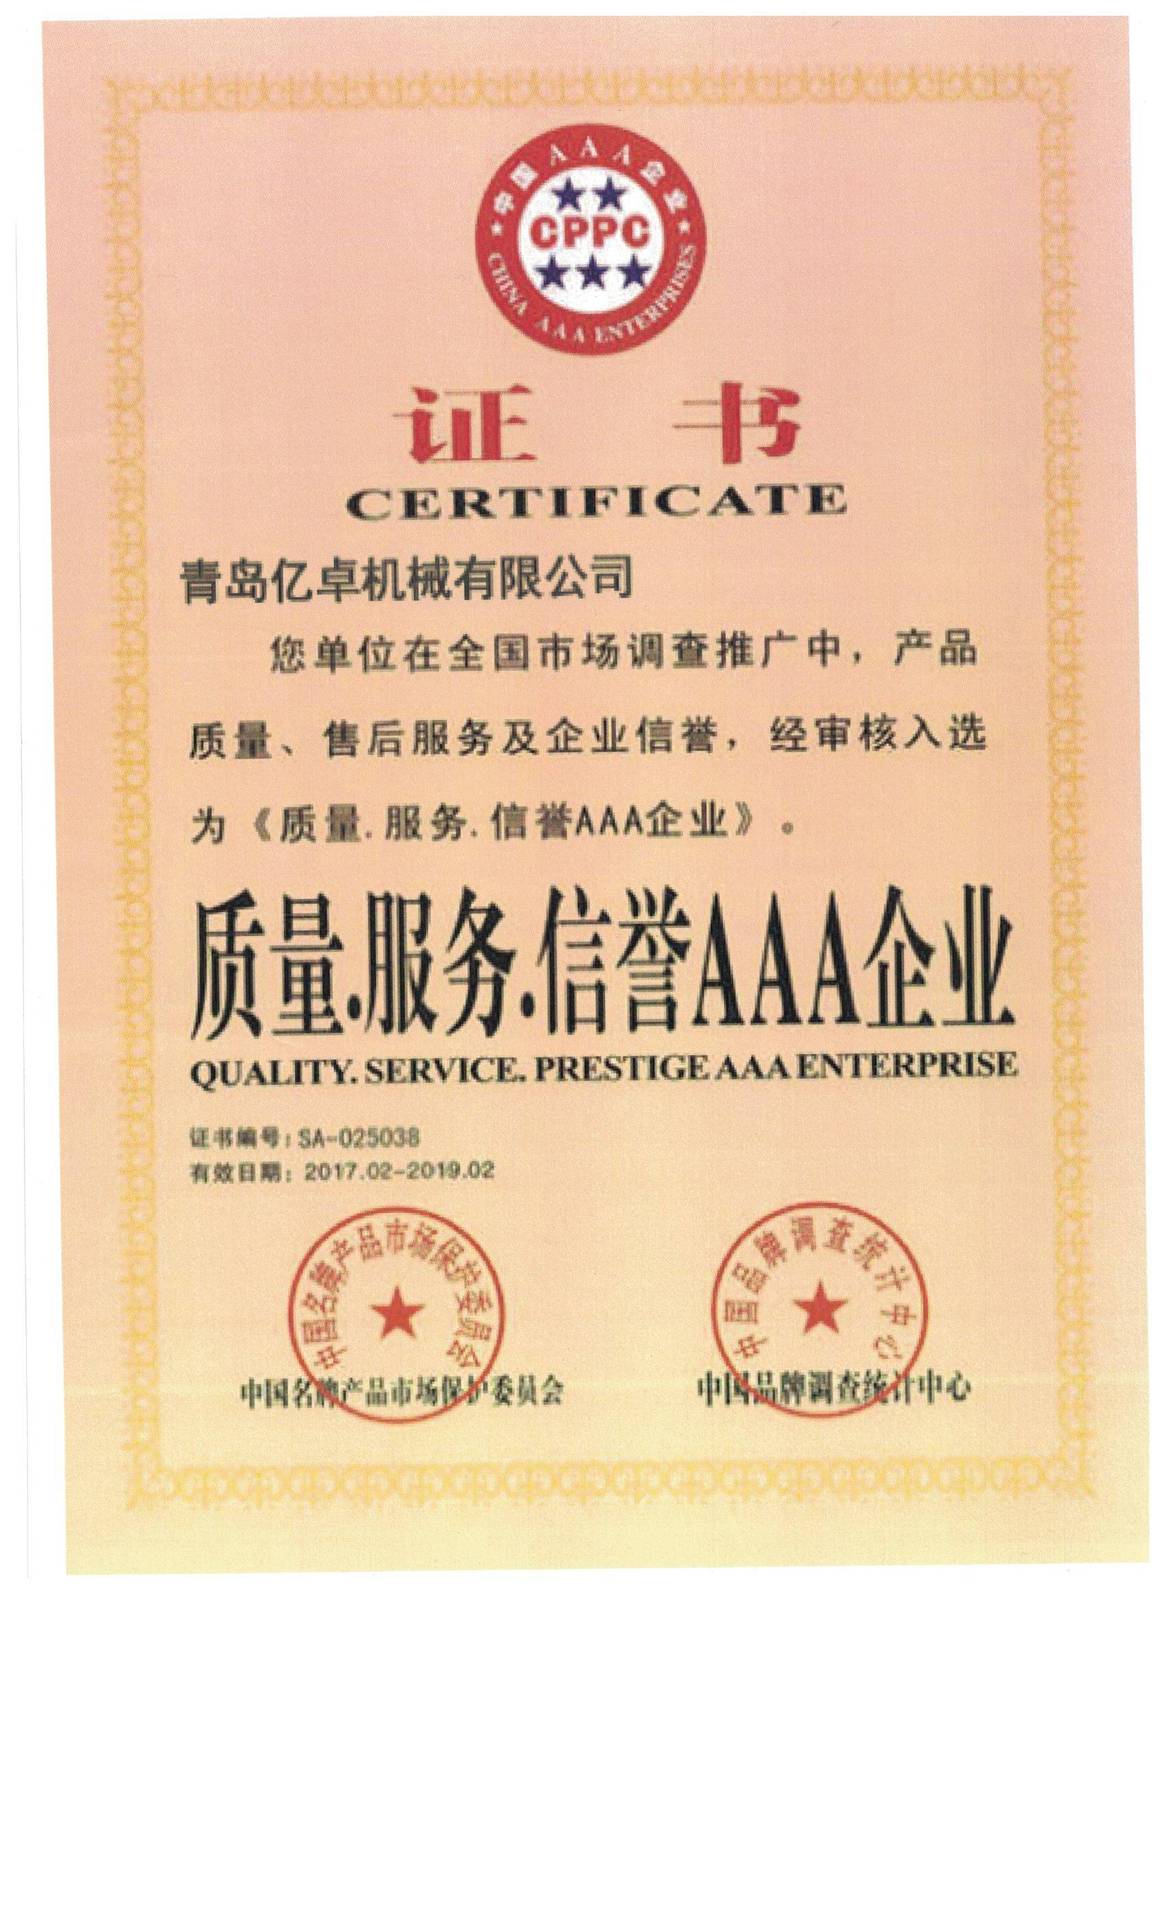 中国AAA企业
CPPC
CHINA AAA ENTERPRISES
证 书
CERTIFICATE
青岛亿卓机械有限公司
您单位在全国市场调查推广中，产品
质量、售后服务及企业信誉，经审核入选
为《质量.服务.信誉AAA企业》。
质量.服务.信誉AAA企业
QUALITY. SERVICE. PRESTIGE AAA ENTERPRISE
证书编号：SA-025038
有效日期：2017.02-2019.02
中国名牌产品市场保护委员会
中国品牌调查统计中心
中国名牌产品市场保护委员会
中国品牌调查统计中心